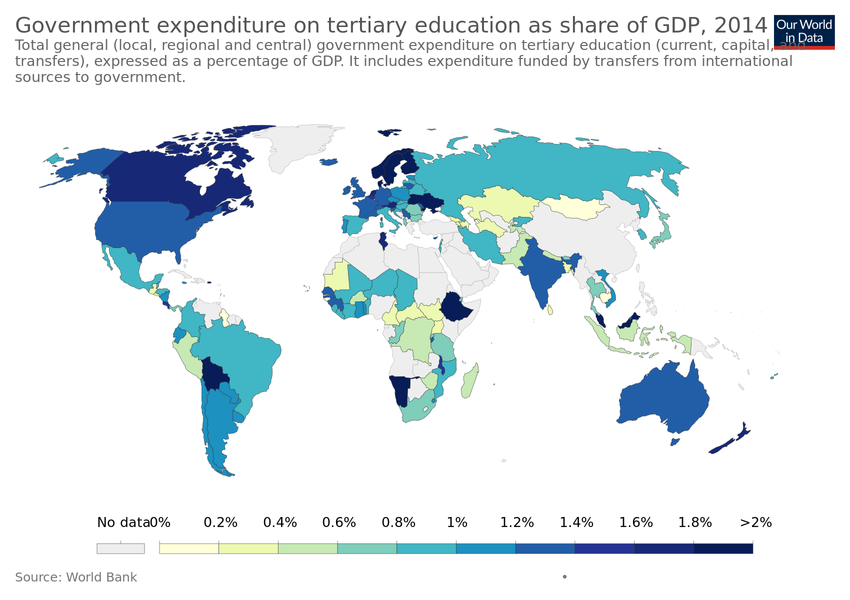 Government expenditure on tertiary education as share of GDP, 2014
Our World
in Data
Total general (local, regional and central) government expenditure on tertiary education (current, capital, and
transfers), expressed as a percentage of GDP. It includes expenditure funded by transfers from international
sources to government.
No data 0% 0.2% 0.4% 0.6% 0.8% 1% 1.2% 1.4% 1.6% 1.8% >2%
Source: World Bank